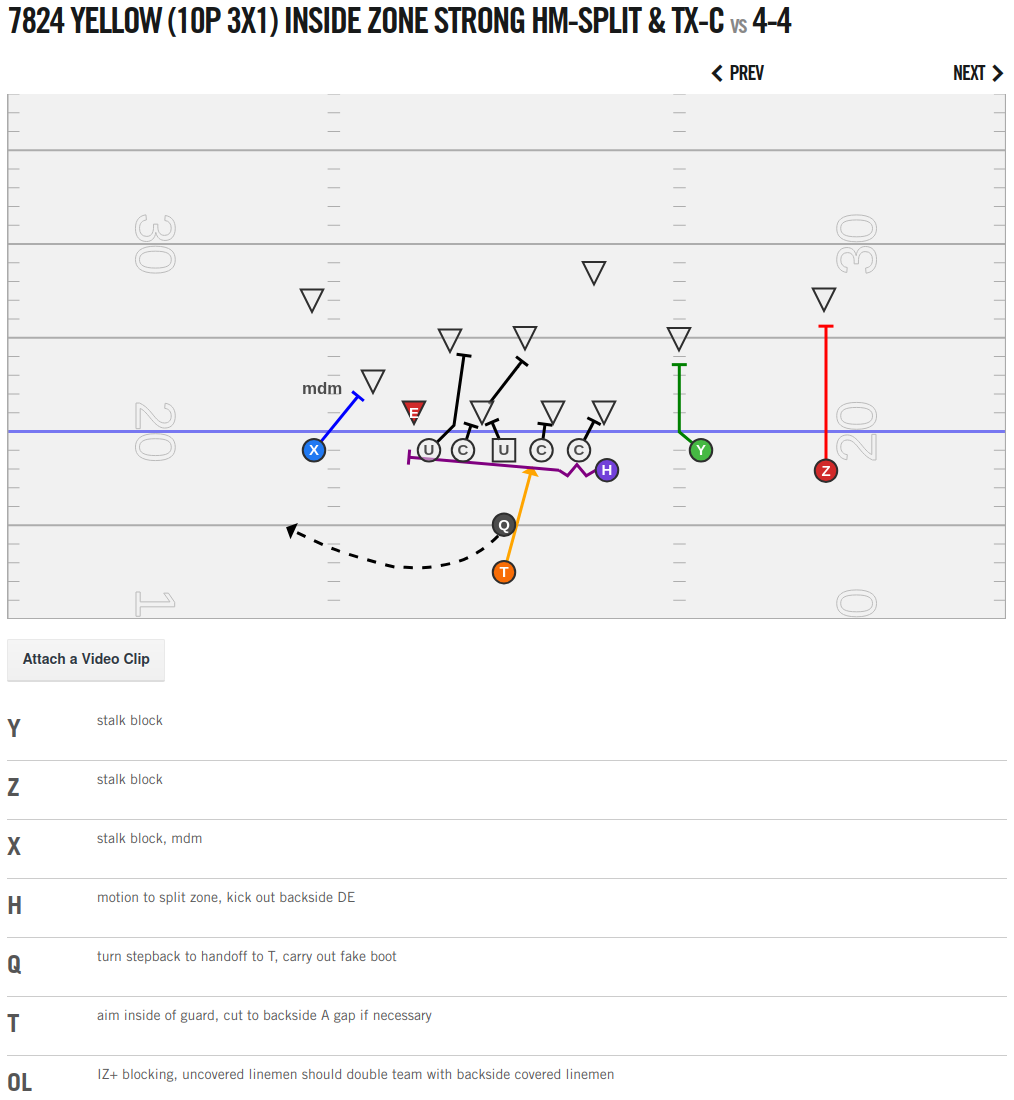 7824 YELLOW (10P 3X1) INSIDE ZONE STRONG HM-SPLIT & TX-C vs 4-4
PREV NEXT
30 30
mdm
E
20 20
X U C U C C H Y Z
Q
T
1 0
Attach a Video Clip
Y stalk block
Z stalk block
X stalk block, mdm
H motion to split zone, kick out backside DE
Q turn stepback to handoff to T, carry out fake boot
T aim inside of guard, cut to backside A gap if necessary
OL IZ+ blocking, uncovered linemen should double team with backside covered linemen